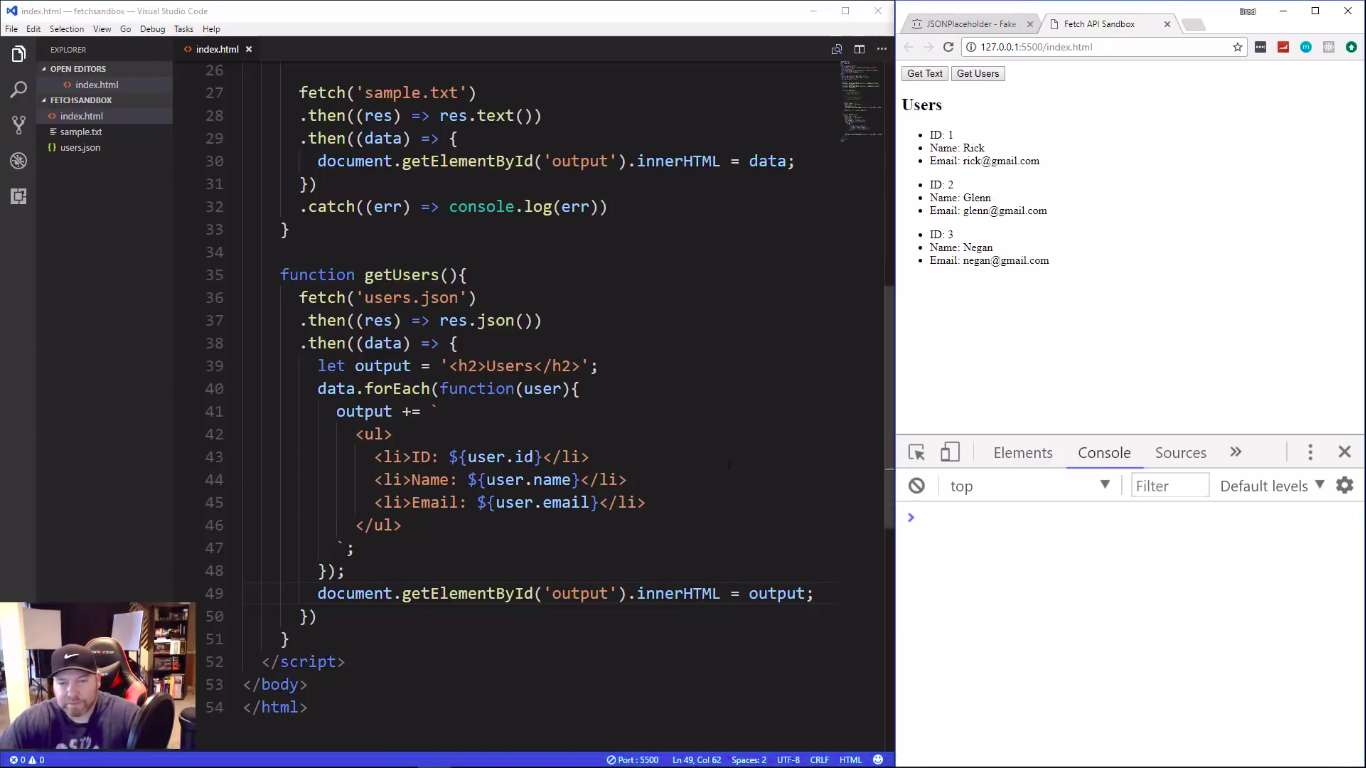 index.html — fetchsandbox — Visual Studio Code
File Edit Selection View Go Debug Tasks Help
EXPLORER
OPEN EDITORS
index.html
FETCHSANDBOX
index.html
sample.txt
users.json
index.html
26
27 fetch('sample.txt')
28 .then((res) => res.text())
29 .then((data) => {
30 document.getElementById('output').innerHTML = data;
31 })
32 .catch((err) => console.log(err))
33 }
34
35 function getUsers(){
36 fetch('users.json')
37 .then((res) => res.json())
38 .then((data) => {
39 let output = '<h2>Users</h2>';
40 data.forEach(function(user){
41 output += `
42 <ul>
43 <li>ID: ${user.id}</li>
44 <li>Name: ${user.name}</li>
45 <li>Email: ${user.email}</li>
46 </ul>
47 `;
48 });
49 document.getElementById('output').innerHTML = output;
50 })
51 }
52 </script>
53 </body>
54 </html>
0 0
Port : 5500 Ln 49, Col 62 Spaces: 2 UTF-8 CRLF HTML
Brad
JSONPlaceholder - Fake
Fetch API Sandbox
127.0.0.1:5500/index.html
Get Text Get Users
Users
ID: 1
Name: Rick
Email: rick@gmail.com
ID: 2
Name: Glenn
Email: glenn@gmail.com
ID: 3
Name: Negan
Email: negan@gmail.com
Elements Console Sources »
top Filter Default levels